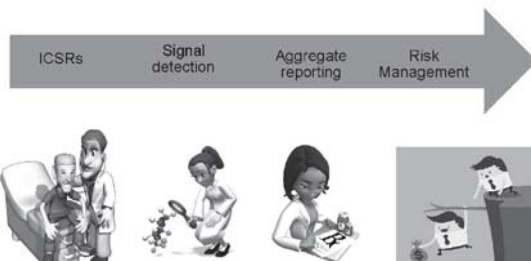 ICSRs
Signal
detection
Aggregate
reporting
Risk
Management
R
$